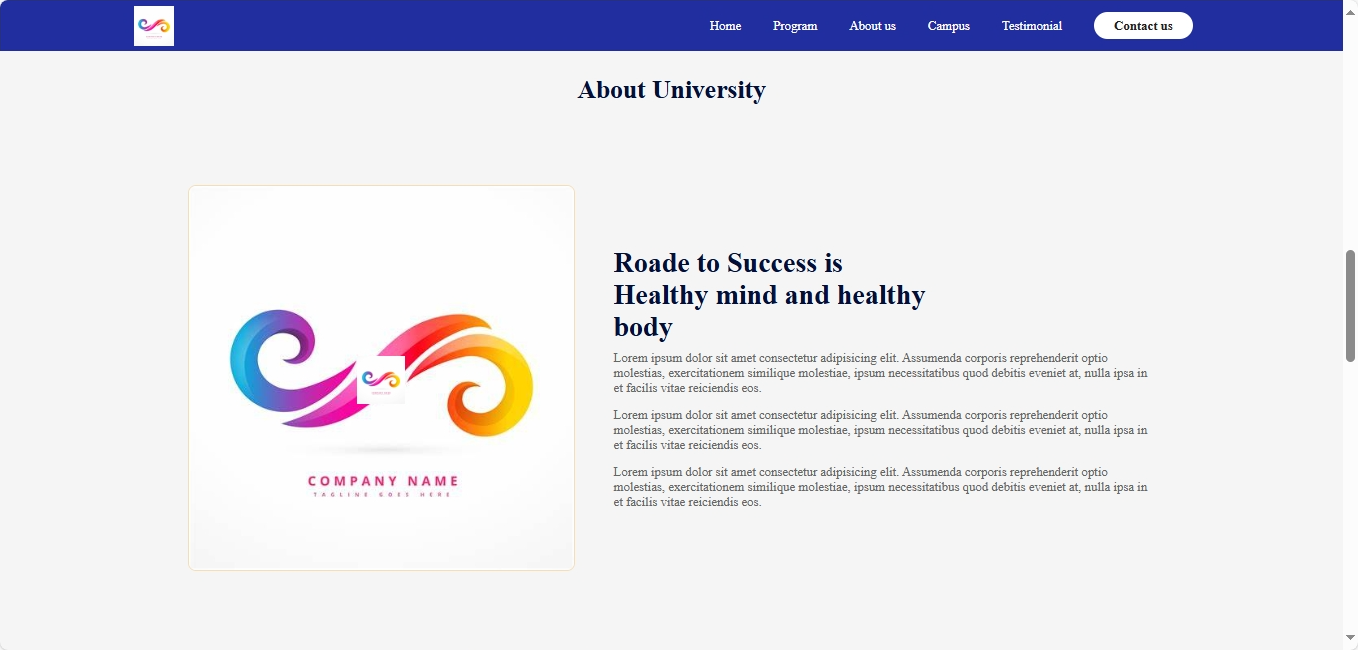 Home Program About us Campus Testimonial Contact us
About University
Roade to Success is
Healthy mind and healthy
body
Lorem ipsum dolor sit amet consectetur adipisicing elit. Assumenda corporis reprehenderit optio
molestias, exercitationem similique molestiae, ipsum necessitatibus quod debitis eveniet at, nulla ipsa in
et facilis vitae reiciendis eos.
Lorem ipsum dolor sit amet consectetur adipisicing elit. Assumenda corporis reprehenderit optio
molestias, exercitationem similique molestiae, ipsum necessitatibus quod debitis eveniet at, nulla ipsa in
et facilis vitae reiciendis eos.
Lorem ipsum dolor sit amet consectetur adipisicing elit. Assumenda corporis reprehenderit optio
molestias, exercitationem similique molestiae, ipsum necessitatibus quod debitis eveniet at, nulla ipsa in
et facilis vitae reiciendis eos.
COMPANY NAME
TAGLINE GOES HERE